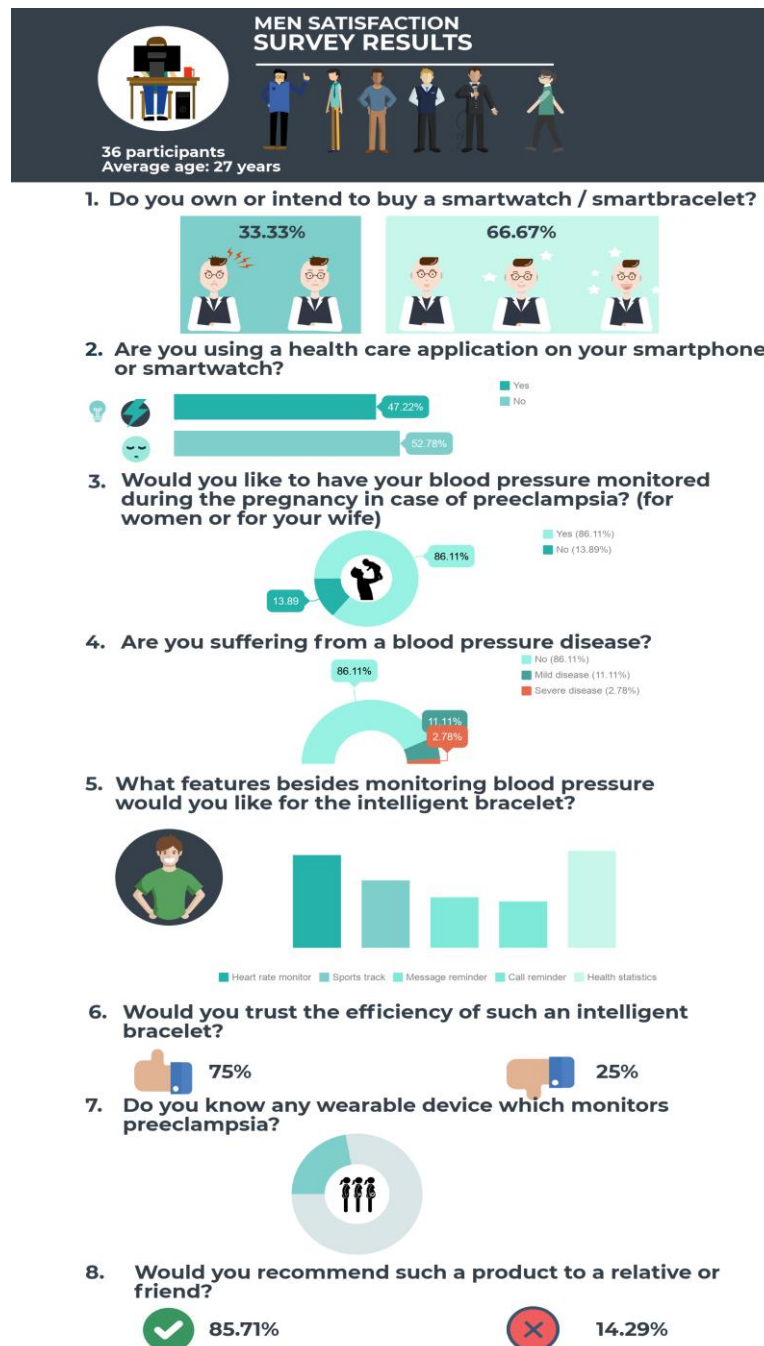 MEN SATISFACTION
SURVEY RESULTS
36 participants
Average age: 27 years
1. Do you own or intend to buy a smartwatch / smartbracelet?
33.33%
66.67%
2. Are you using a health care application on your smartphone
or smartwatch?
Yes
No
47.22%
52.78%
3. Would you like to have your blood pressure monitored
during the pregnancy in case of preeclampsia? (for
women or for your wife)
Yes (86.11%)
No (13.89%)
86.11%
13.89
4. Are you suffering from a blood pressure disease?
No (86.11%)
Mild disease (11.11%)
Severe disease (2.78%)
86.11%
11.11%
2.78%
5. What features besides monitoring blood pressure
would you like for the intelligent bracelet?
Heart rate monitor Sports track Message reminder Call reminder Health statistics
6. Would you trust the efficiency of such an intelligent
bracelet?
75%
25%
7. Do you know any wearable device which monitors
preeclampsia?
8. Would you recommend such a product to a relative or
friend?
85.71%
14.29%